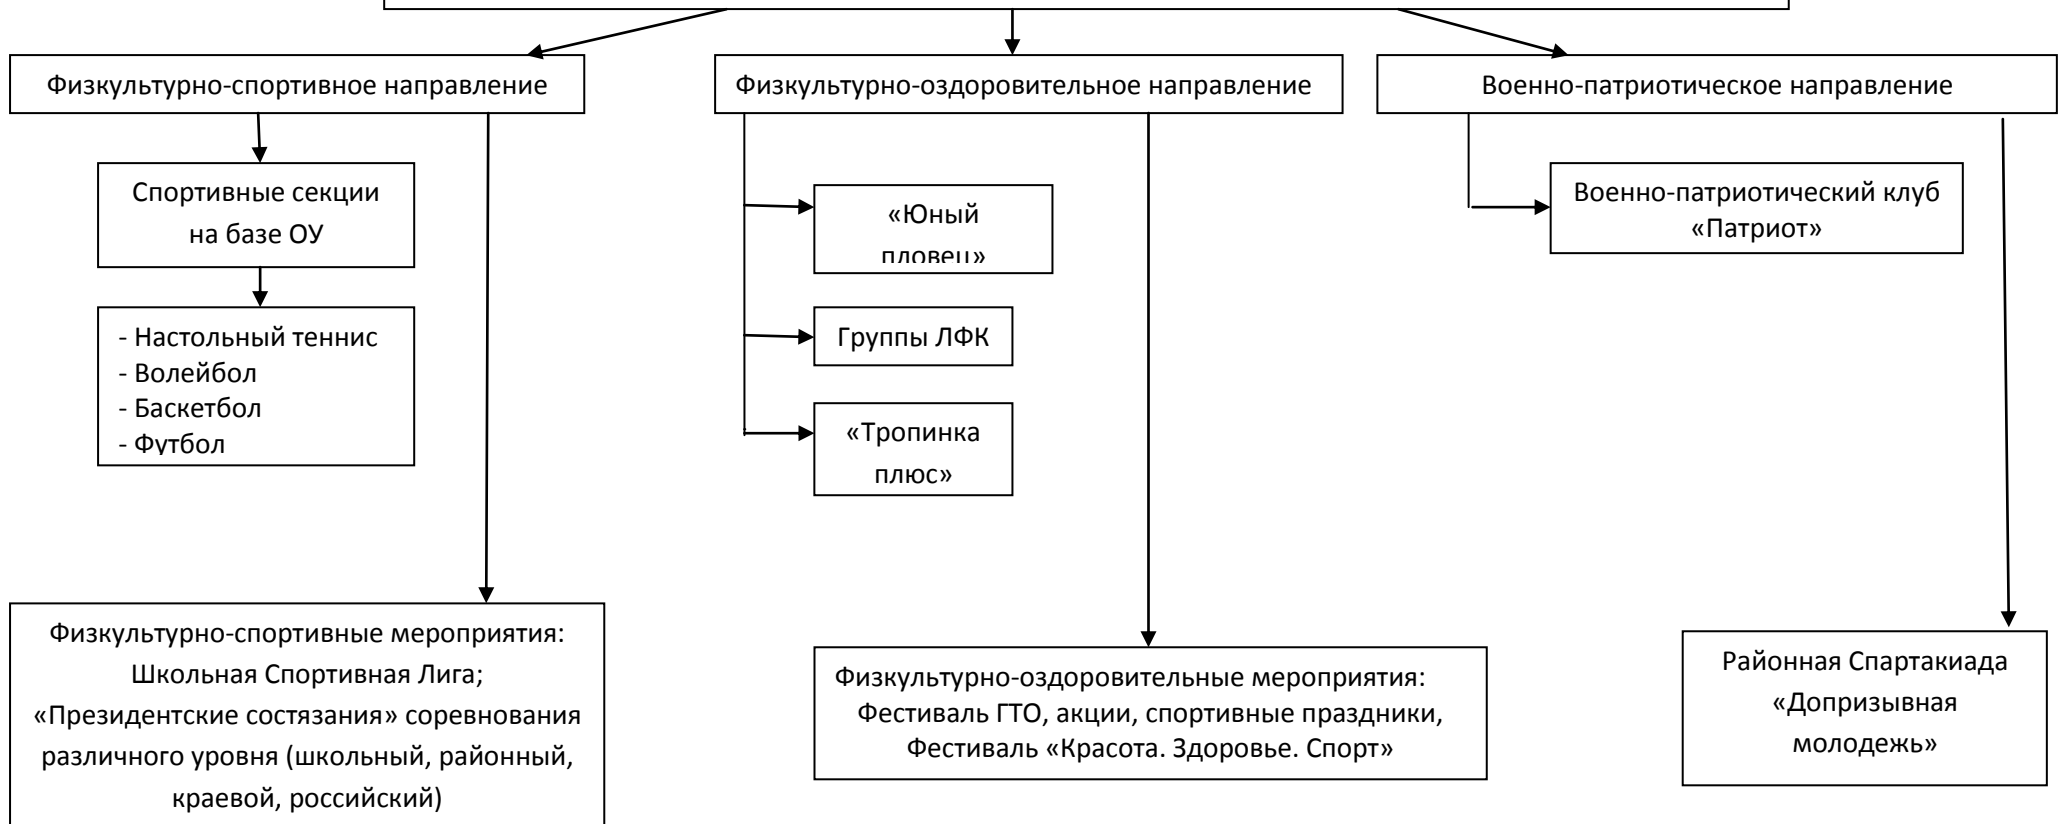 Физкультурно-спортивное направление
Физкультурно-оздоровительное направление
Военно-патриотическое направление
Спортивные секции
на базе ОУ
- Настольный теннис
- Волейбол
- Баскетбол
- Футбол
«Юный
пловец»
Группы ЛФК
«Тропинка
плюс»
Военно-патриотический клуб
«Патриот»
Физкультурно-спортивные мероприятия:
Школьная Спортивная Лига;
«Президентские состязания» соревнования
различного уровня (школьный, районный,
краевой, российский)
Физкультурно-оздоровительные мероприятия:
Фестиваль ГТО, акции, спортивные праздники,
Фестиваль «Красота. Здоровье. Спорт»
Районная Спартакиада
«Допризывная
молодежь»